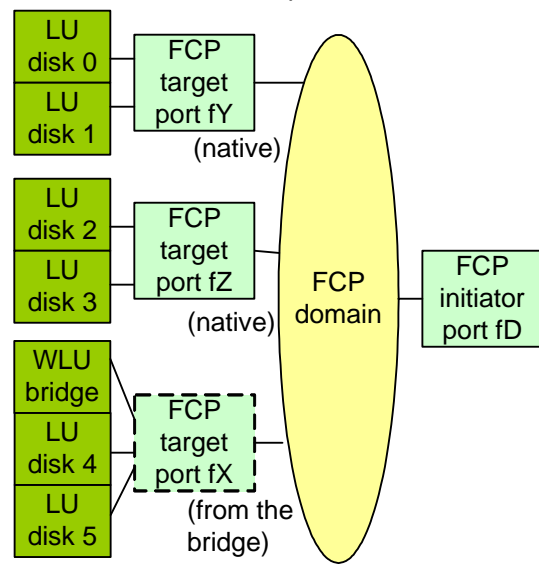 LU
disk 0
LU
disk 1
FCP
target
port fY
(native)
LU
disk 2
LU
disk 3
FCP
target
port fZ
(native)
WLU
bridge
LU
disk 4
LU
disk 5
FCP
target
port fX
(from the
bridge)
FCP
domain
FCP
initiator
port fD